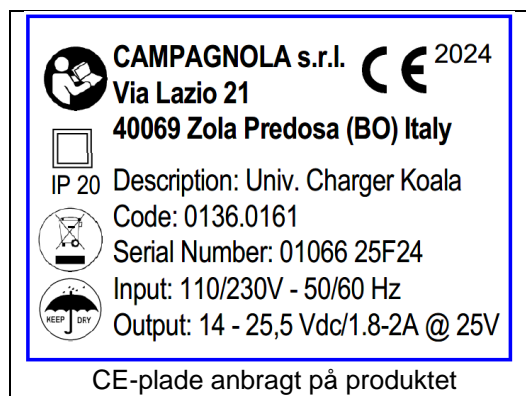 CAMPAGNOLA s.r.l. CE 2024
Via Lazio 21
40069 Zola Predosa (BO) Italy
IP 20
Description: Univ. Charger Koala
Code: 0136.0161
Serial Number: 01066 25F24
Input: 110/230V - 50/60 Hz
KEEP DRY
Output: 14 - 25,5 Vdc/1.8-2A @ 25V
CE-plade anbragt på produktet